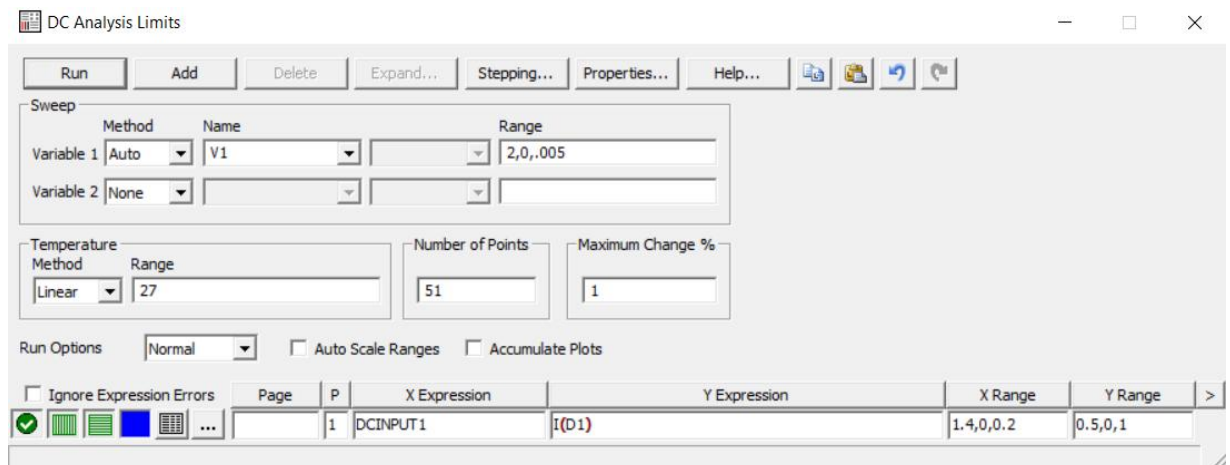 DC Analysis Limits
Run Add Delete Expand... Stepping... Properties... Help...
Sweep
Method Name Range
Variable 1 Auto V1 2,0,.005
Variable 2 None
Temperature Number of Points Maximum Change %
Method Range
Linear 27 51 1
Run Options Normal Auto Scale Ranges Accumulate Plots
Ignore Expression Errors Page P X Expression Y Expression X Range Y Range >
... 1 DCINPUT1 I(D1) 1.4,0,0.2 0.5,0,1